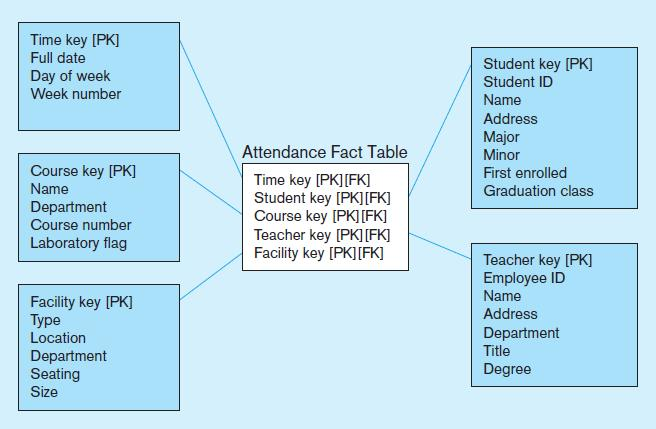 Time key [PK]
Full date
Day of week
Week number
Course key [PK]
Name
Department
Course number
Laboratory flag
Facility key [PK]
Type
Location
Department
Seating
Size
Attendance Fact Table
Time key [PK][FK]
Student key [PK][FK]
Course key [PK][FK]
Teacher key [PK][FK]
Facility key [PK][FK]
Student key [PK]
Student ID
Name
Address
Major
Minor
First enrolled
Graduation class
Teacher key [PK]
Employee ID
Name
Address
Department
Title
Degree